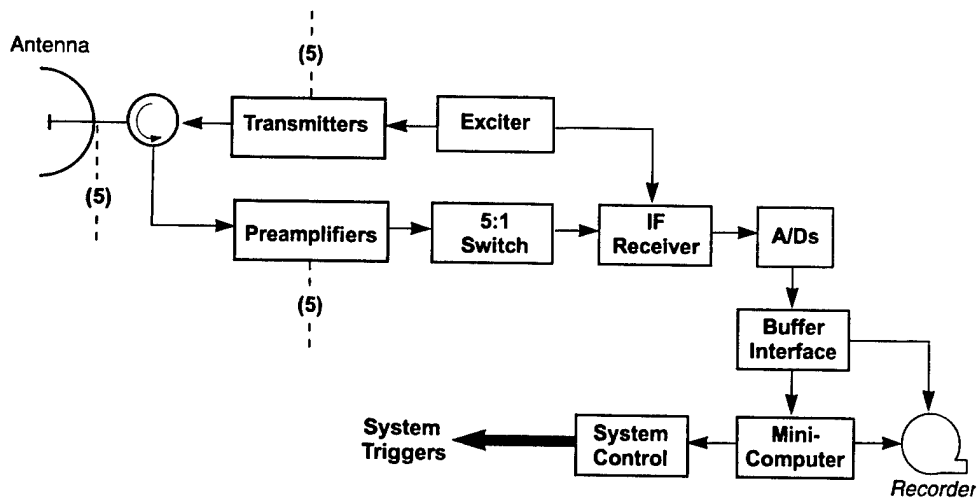 Antenna
(5)
Transmitters
Exciter
(5)
Preamplifiers
5:1
Switch
IF
Receiver
A/Ds
(5)
Buffer
Interface
System
Triggers
System
Control
Mini-
Computer
Recorder